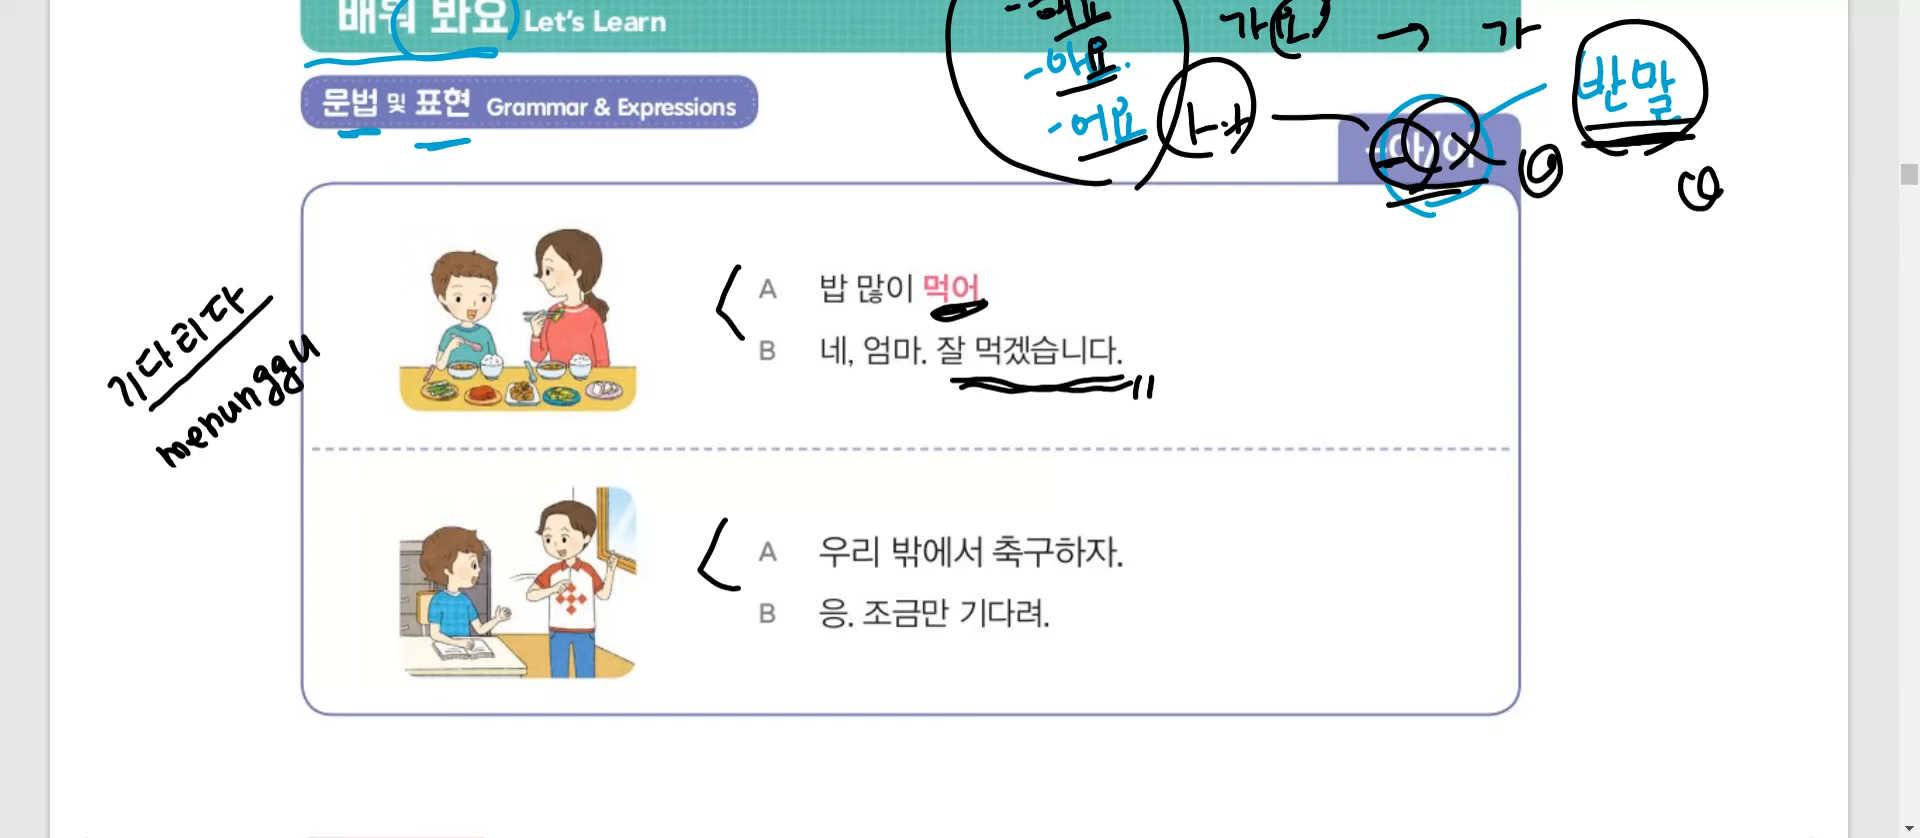 배워 봐요 Let's Learn
-해요
-아요.
-어요
가요 → 가
반말
문법 및 표현 Grammar & Expressions
ㅏ·ㅗ
-아/어
A 밥 많이 먹어
B 네, 엄마. 잘 먹겠습니다.
기다리다
menunggu
A 우리 밖에서 축구하자.
B 응. 조금만 기다려.